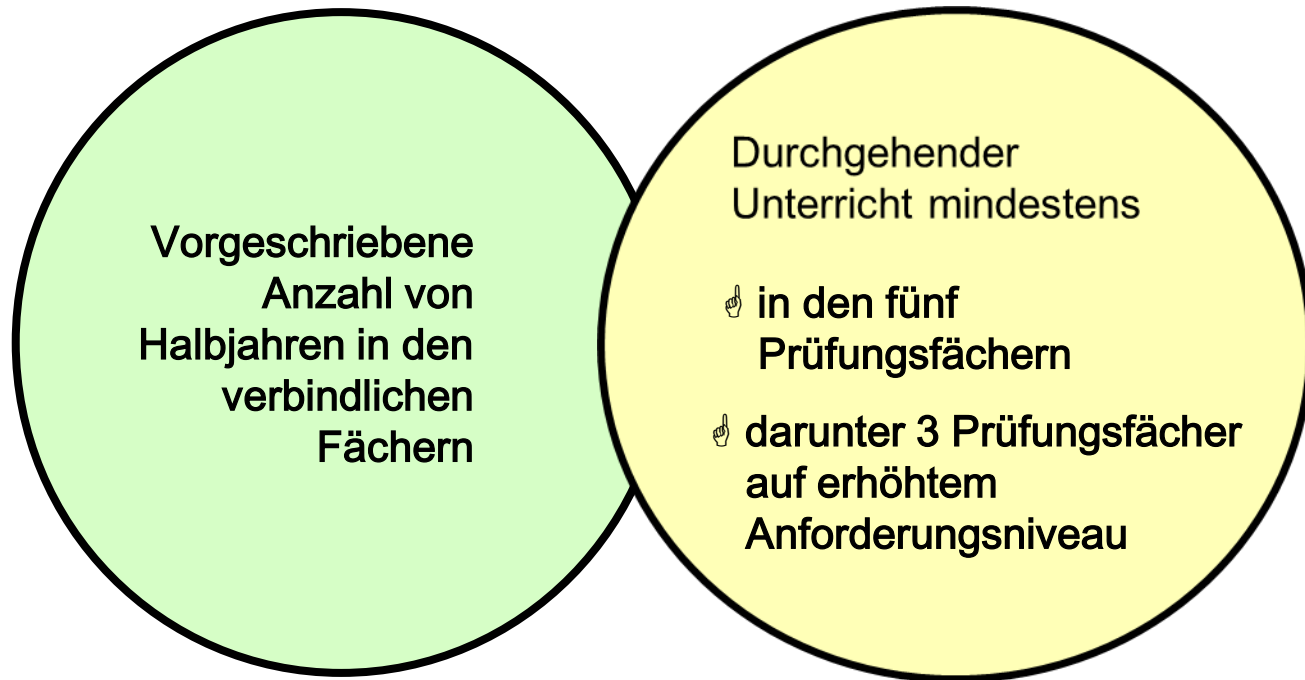 Vorgeschriebene
Anzahl von
Halbjahren in den
verbindlichen
Fächern
Durchgehender
Unterricht mindestens
☝ in den fünf
Prüfungsfächern
☝ darunter 3 Prüfungsfächer
auf erhöhtem
Anforderungsniveau